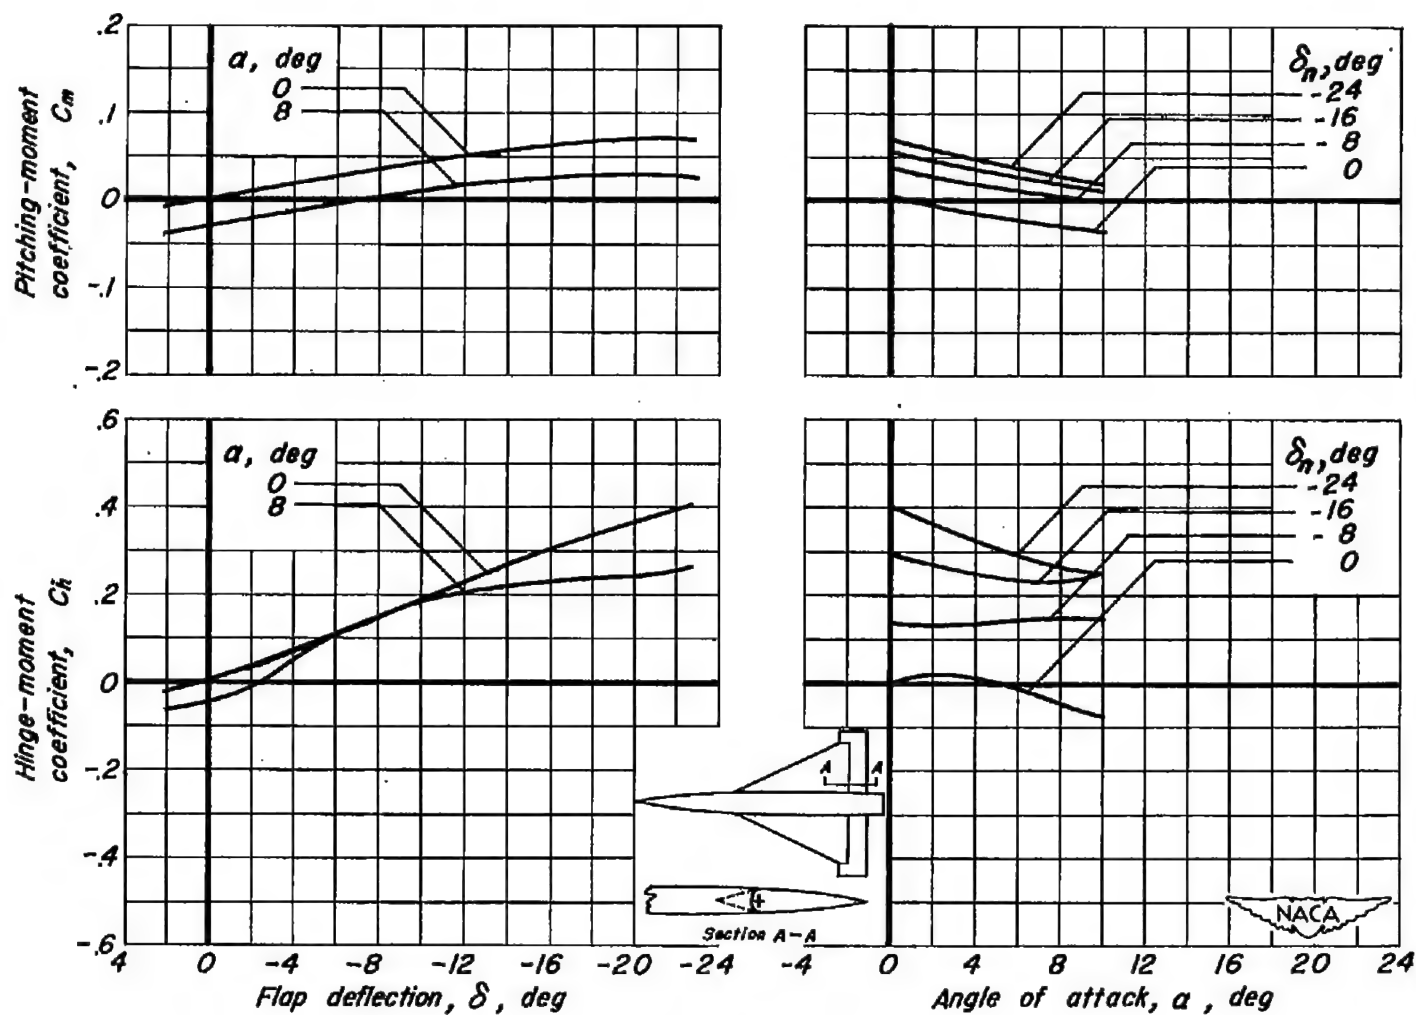 Pitching-moment
coefficient, Cm
.2
.1
0
-.1
-.2
α, deg
0
8
δn, deg
-24
-16
- 8
0
Hinge-moment
coefficient, Ch
.6
.4
.2
0
-.2
-.4
-.6
α, deg
0
8
δn, deg
-24
-16
- 8
0
A A
Section A-A
NACA
4 0 -4 -8 -12 -16 -20 -24
Flap deflection, δ, deg
-4 0 4 8 12 16 20 24
Angle of attack, α, deg